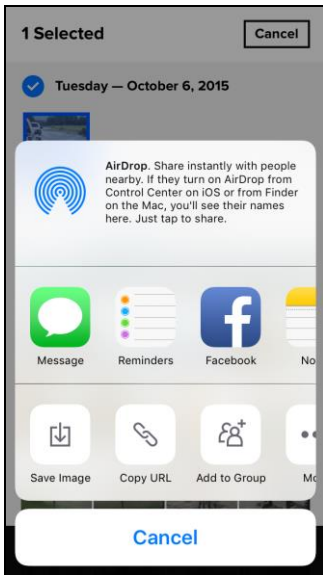 1 Selected
Cancel
Tuesday — October 6, 2015
AirDrop. Share instantly with people
nearby. If they turn on AirDrop from
Control Center on iOS or from Finder
on the Mac, you'll see their names
here. Just tap to share.
Message
Reminders
Facebook
No
Save Image
Copy URL
Add to Group
Mo
Cancel